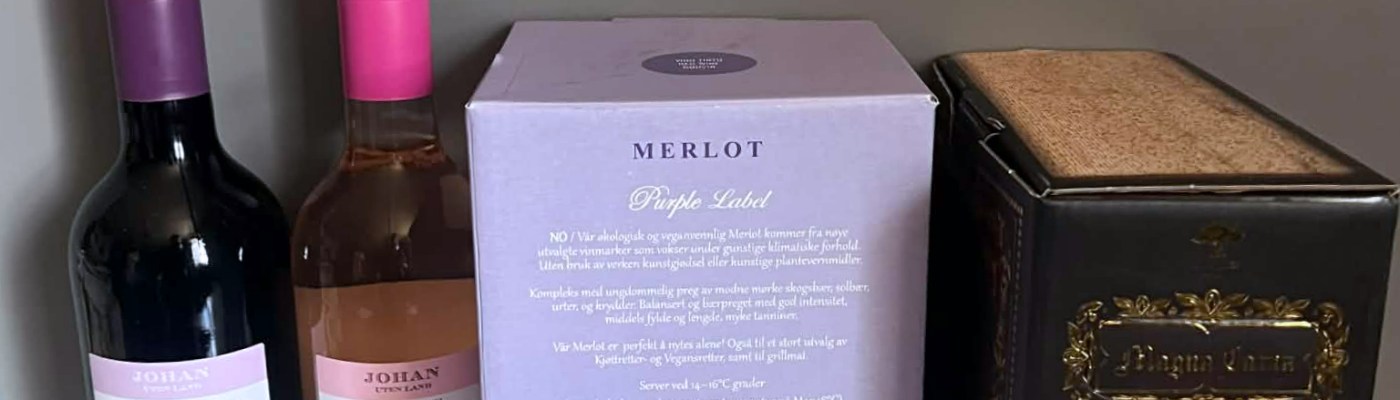 JOHAN
UTEN LAND
JOHAN
UTEN LAND
MERLOT
Purple Label
NO / Vår økologisk og veganvennlig Merlot kommer fra nøye
utvalgte vinmarker som vokser under gunstige klimatiske forhold.
Uten bruk av verken kunstgjødsel eller kunstige plantevernmidler.
Kompleks med ungdommelig preg av modne mørke skogsbær, solbær,
urter, og krydder. Balansert og bærpreget med god intensitet,
middels fylde og lengde, myke tanniner.
Vår Merlot er perfekt å nytes alene! Også til et stort utvalg av
Kjøttretter- og Vegansretter, samt til grillmat.
Server ved 14–16°C grader
Magna Carta